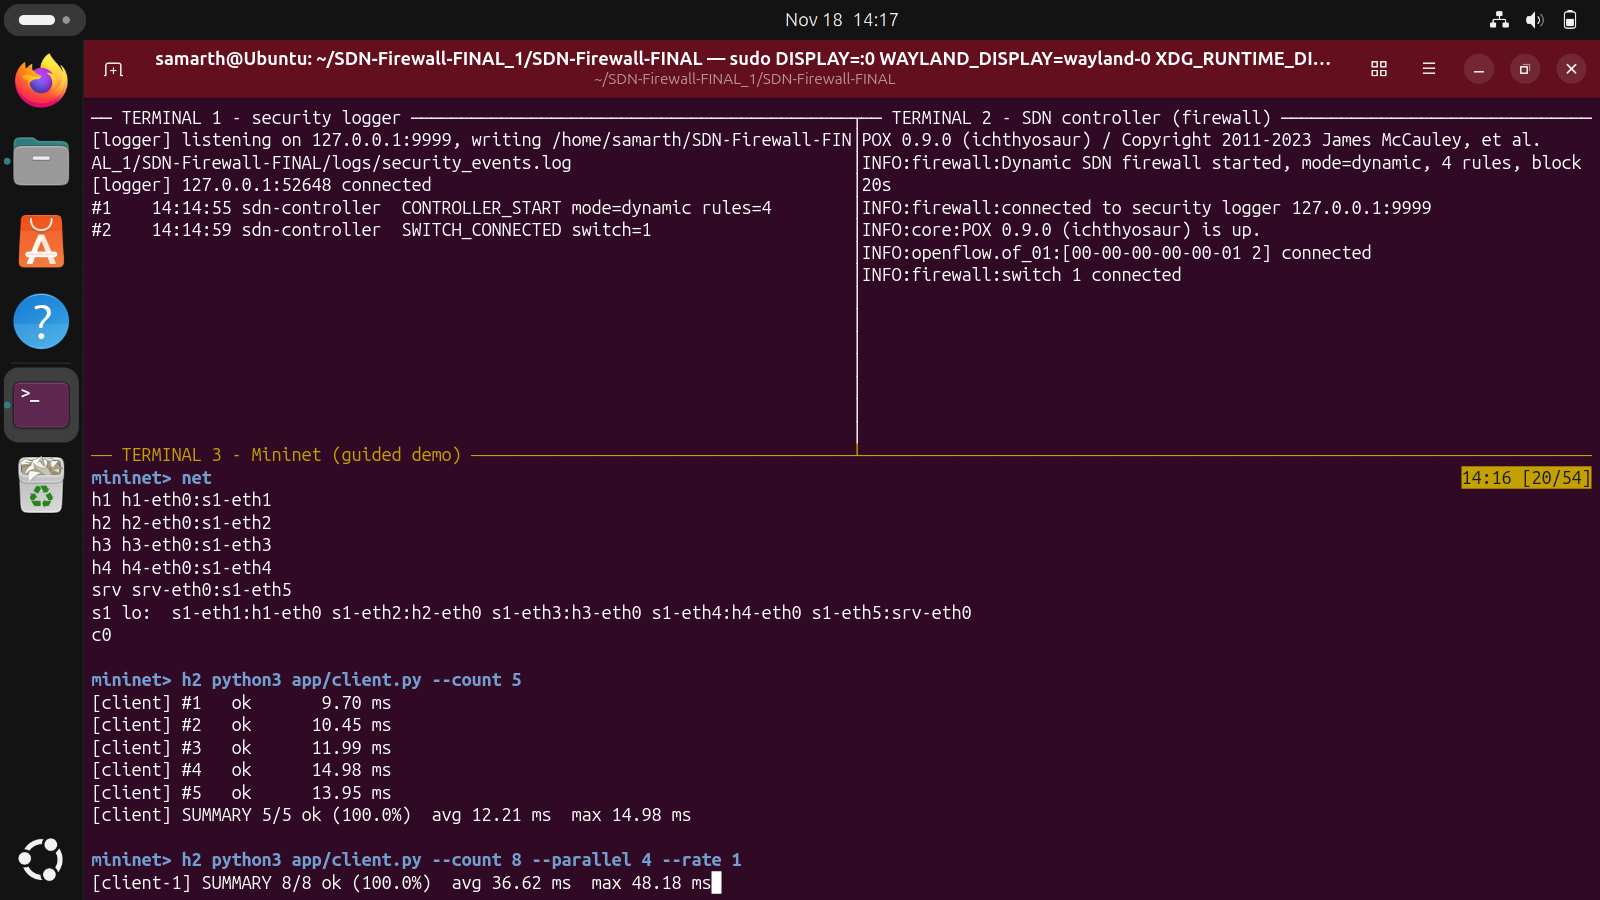 Nov 18 14:17
samarth@Ubuntu: ~/SDN-Firewall-FINAL_1/SDN-Firewall-FINAL — sudo DISPLAY=:0 WAYLAND_DISPLAY=wayland-0 XDG_RUNTIME_DI...
~/SDN-Firewall-FINAL_1/SDN-Firewall-FINAL
TERMINAL 1 - security logger
[logger] listening on 127.0.0.1:9999, writing /home/samarth/SDN-Firewall-FIN
AL_1/SDN-Firewall-FINAL/logs/security_events.log
[logger] 127.0.0.1:52648 connected
#1    14:14:55 sdn-controller  CONTROLLER_START mode=dynamic rules=4
#2    14:14:59 sdn-controller  SWITCH_CONNECTED switch=1
TERMINAL 2 - SDN controller (firewall)
POX 0.9.0 (ichthyosaur) / Copyright 2011-2023 James McCauley, et al.
INFO:firewall:Dynamic SDN firewall started, mode=dynamic, 4 rules, block
20s
INFO:firewall:connected to security logger 127.0.0.1:9999
INFO:core:POX 0.9.0 (ichthyosaur) is up.
INFO:openflow.of_01:[00-00-00-00-00-01 2] connected
INFO:firewall:switch 1 connected
TERMINAL 3 - Mininet (guided demo)
mininet> net
14:16 [20/54]
h1 h1-eth0:s1-eth1
h2 h2-eth0:s1-eth2
h3 h3-eth0:s1-eth3
h4 h4-eth0:s1-eth4
srv srv-eth0:s1-eth5
s1 lo:  s1-eth1:h1-eth0 s1-eth2:h2-eth0 s1-eth3:h3-eth0 s1-eth4:h4-eth0 s1-eth5:srv-eth0
c0
mininet> h2 python3 app/client.py --count 5
[client] #1   ok       9.70 ms
[client] #2   ok      10.45 ms
[client] #3   ok      11.99 ms
[client] #4   ok      14.98 ms
[client] #5   ok      13.95 ms
[client] SUMMARY 5/5 ok (100.0%)  avg 12.21 ms  max 14.98 ms
mininet> h2 python3 app/client.py --count 8 --parallel 4 --rate 1
[client-1] SUMMARY 8/8 ok (100.0%)  avg 36.62 ms  max 48.18 ms